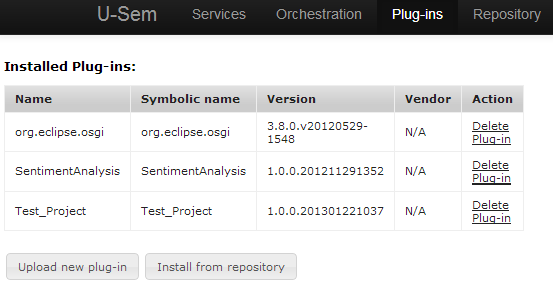 U-Sem Services Orchestration Plug-ins Repository
Installed Plug-ins:
Name Symbolic name Version Vendor Action
org.eclipse.osgi org.eclipse.osgi 3.8.0.v20120529-1548 N/A Delete Plug-in
SentimentAnalysis SentimentAnalysis 1.0.0.201211291352 N/A Delete Plug-in
Test_Project Test_Project 1.0.0.201301221037 N/A Delete Plug-in
Upload new plug-in Install from repository